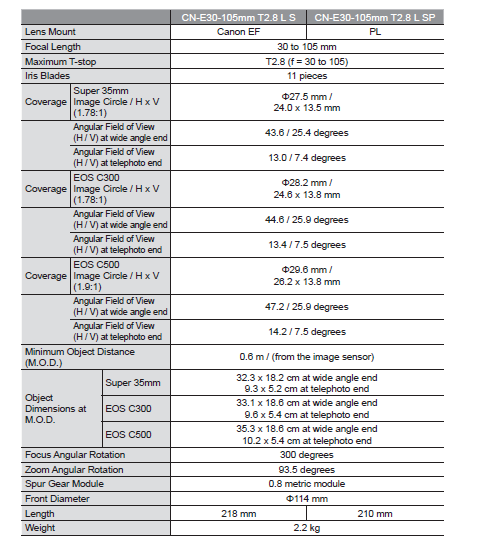 CN-E30-105mm T2.8 L S CN-E30-105mm T2.8 L SP
Lens Mount Canon EF PL
Focal Length 30 to 105 mm
Maximum T-stop T2.8 (f = 30 to 105)
Iris Blades 11 pieces
Coverage Super 35mm
Image Circle / H x V
(1.78:1)
Φ27.5 mm /
24.0 x 13.5 mm
Angular Field of View
(H / V) at wide angle end
43.6 / 25.4 degrees
Angular Field of View
(H / V) at telephoto end
13.0 / 7.4 degrees
Coverage EOS C300
Image Circle / H x V
(1.78:1)
Φ28.2 mm /
24.6 x 13.8 mm
Angular Field of View
(H / V) at wide angle end
44.6 / 25.9 degrees
Angular Field of View
(H / V) at telephoto end
13.4 / 7.5 degrees
Coverage EOS C500
Image Circle / H x V
(1.9:1)
Φ29.6 mm /
26.2 x 13.8 mm
Angular Field of View
(H / V) at wide angle end
47.2 / 25.9 degrees
Angular Field of View
(H / V) at telephoto end
14.2 / 7.5 degrees
Minimum Object Distance
(M.O.D.)
0.6 m / (from the image sensor)
Object
Dimensions at
M.O.D.
Super 35mm
32.3 x 18.2 cm at wide angle end
9.3 x 5.2 cm at telephoto end
EOS C300
33.1 x 18.6 cm at wide angle end
9.6 x 5.4 cm at telephoto end
EOS C500
35.3 x 18.6 cm at wide angle end
10.2 x 5.4 cm at telephoto end
Focus Angular Rotation 300 degrees
Zoom Angular Rotation 93.5 degrees
Spur Gear Module 0.8 metric module
Front Diameter Φ114 mm
Length 218 mm 210 mm
Weight 2.2 kg